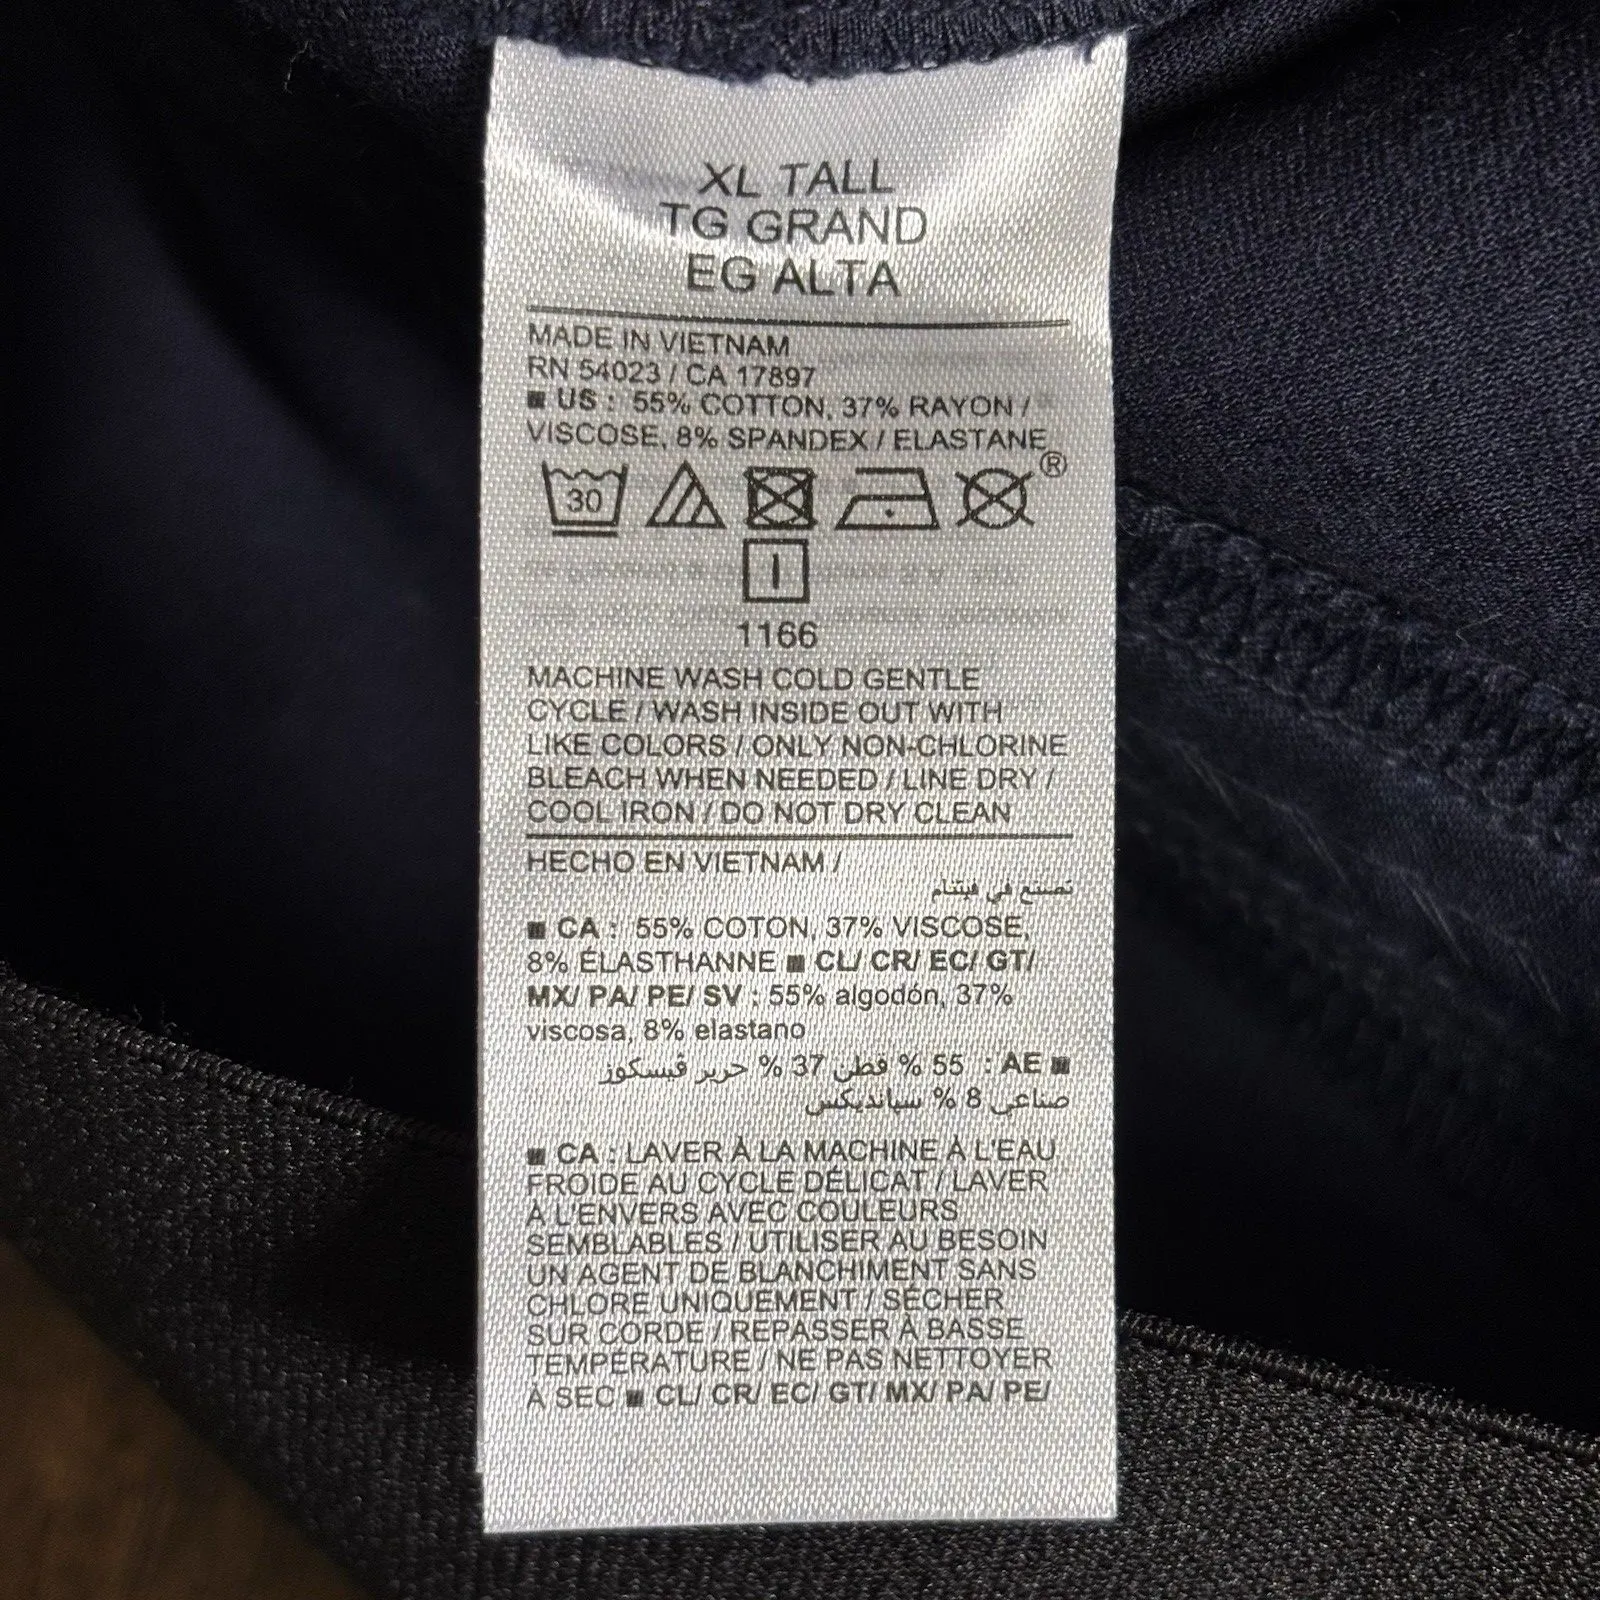 XL TALL
TG GRAND
EG ALTA
MADE IN VIETNAM
RN 54023 / CA 17897
■ US : 55% COTTON, 37% RAYON /
VISCOSE, 8% SPANDEX / ELASTANE
30 ®
I
1166
MACHINE WASH COLD GENTLE
CYCLE / WASH INSIDE OUT WITH
LIKE COLORS / ONLY NON-CHLORINE
BLEACH WHEN NEEDED / LINE DRY /
COOL IRON / DO NOT DRY CLEAN
HECHO EN VIETNAM /
تصنيع في فيتنام
■ CA : 55% COTON, 37% VISCOSE,
8% ÉLASTHANNE ■ CL/ CR/ EC/ GT/
MX/ PA/ PE/ SV : 55% algodón, 37%
viscosa, 8% elastano
■ AE : 55 % قطن 37 % حرير فيسكوز
صناعي 8 % سباندیکس
■ CA : LAVER À LA MACHINE À L'EAU
FROIDE AU CYCLE DÉLICAT / LAVER
À L'ENVERS AVEC COULEURS
SEMBLABLES / UTILISER AU BESOIN
UN AGENT DE BLANCHIMENT SANS
CHLORE UNIQUEMENT / SÉCHER
SUR CORDE / REPASSER À BASSE
TEMPÉRATURE / NE PAS NETTOYER
À SEC ■ CL/ CR/ EC/ GT/ MX/ PA/ PE/